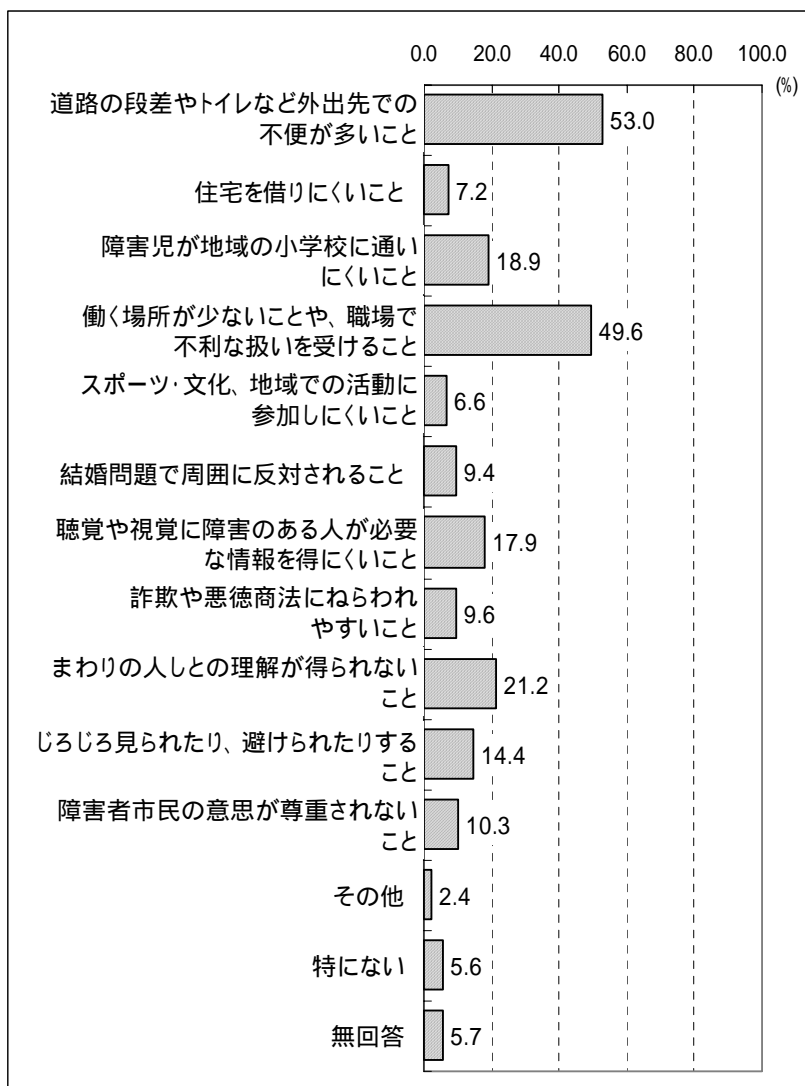 0.0 20.0 40.0 60.0 80.0 100.0
(%)
道路の段差やトイレなど外出先での
不便が多いこと
53.0
住宅を借りにくいこと
7.2
障害児が地域の小学校に通い
にくいこと
18.9
働く場所が少ないことや、職場で
不利な扱いを受けること
49.6
スポーツ・文化、地域での活動に
参加しにくいこと
6.6
結婚問題で周囲に反対されること
9.4
聴覚や視覚に障害のある人が必要
な情報を得にくいこと
17.9
詐欺や悪徳商法にねらわれ
やすいこと
9.6
まわりの人しとの理解が得られない
こと
21.2
じろじろ見られたり、避けられたりする
こと
14.4
障害者市民の意思が尊重されない
こと
10.3
その他
2.4
特にない
5.6
無回答
5.7